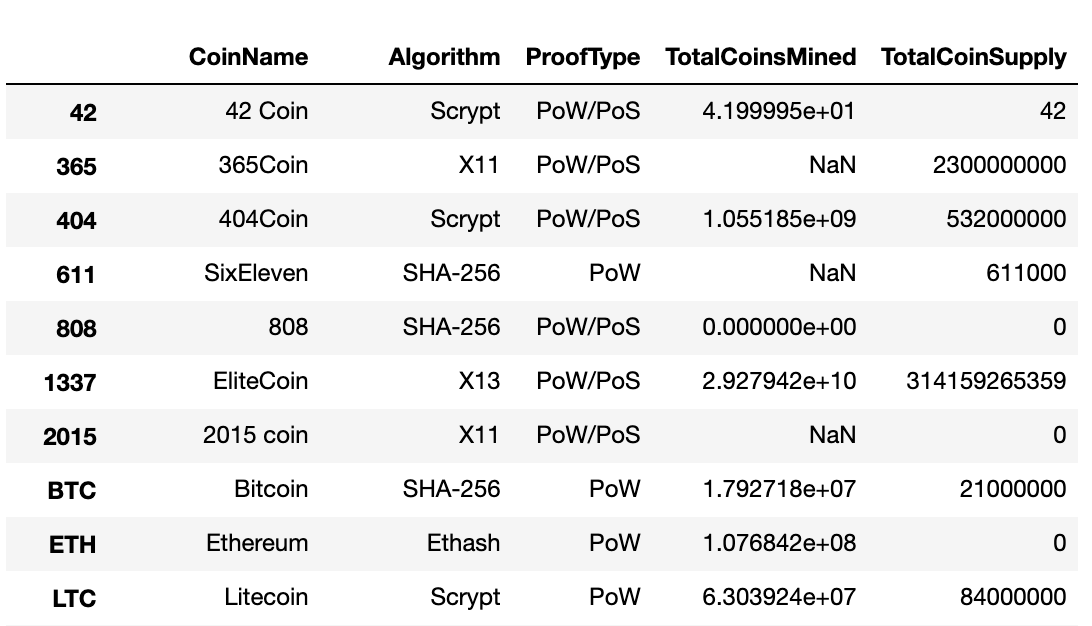 CoinName Algorithm ProofType TotalCoinsMined TotalCoinSupply
42 42 Coin Scrypt PoW/PoS 4.199995e+01 42
365 365Coin X11 PoW/PoS NaN 2300000000
404 404Coin Scrypt PoW/PoS 1.055185e+09 532000000
611 SixEleven SHA-256 PoW NaN 611000
808 808 SHA-256 PoW/PoS 0.000000e+00 0
1337 EliteCoin X13 PoW/PoS 2.927942e+10 314159265359
2015 2015 coin X11 PoW/PoS NaN 0
BTC Bitcoin SHA-256 PoW 1.792718e+07 21000000
ETH Ethereum Ethash PoW 1.076842e+08 0
LTC Litecoin Scrypt PoW 6.303924e+07 84000000